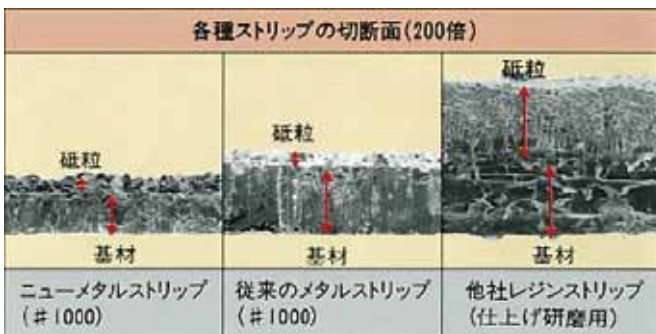 各種ストリップの切断面(200倍)
砥粒
基材
砥粒
基材
砥粒
基材
ニューメタルストリップ
(#1000)
従来のメタルストリップ
(#1000)
他社レジンストリップ
(仕上げ研磨用)